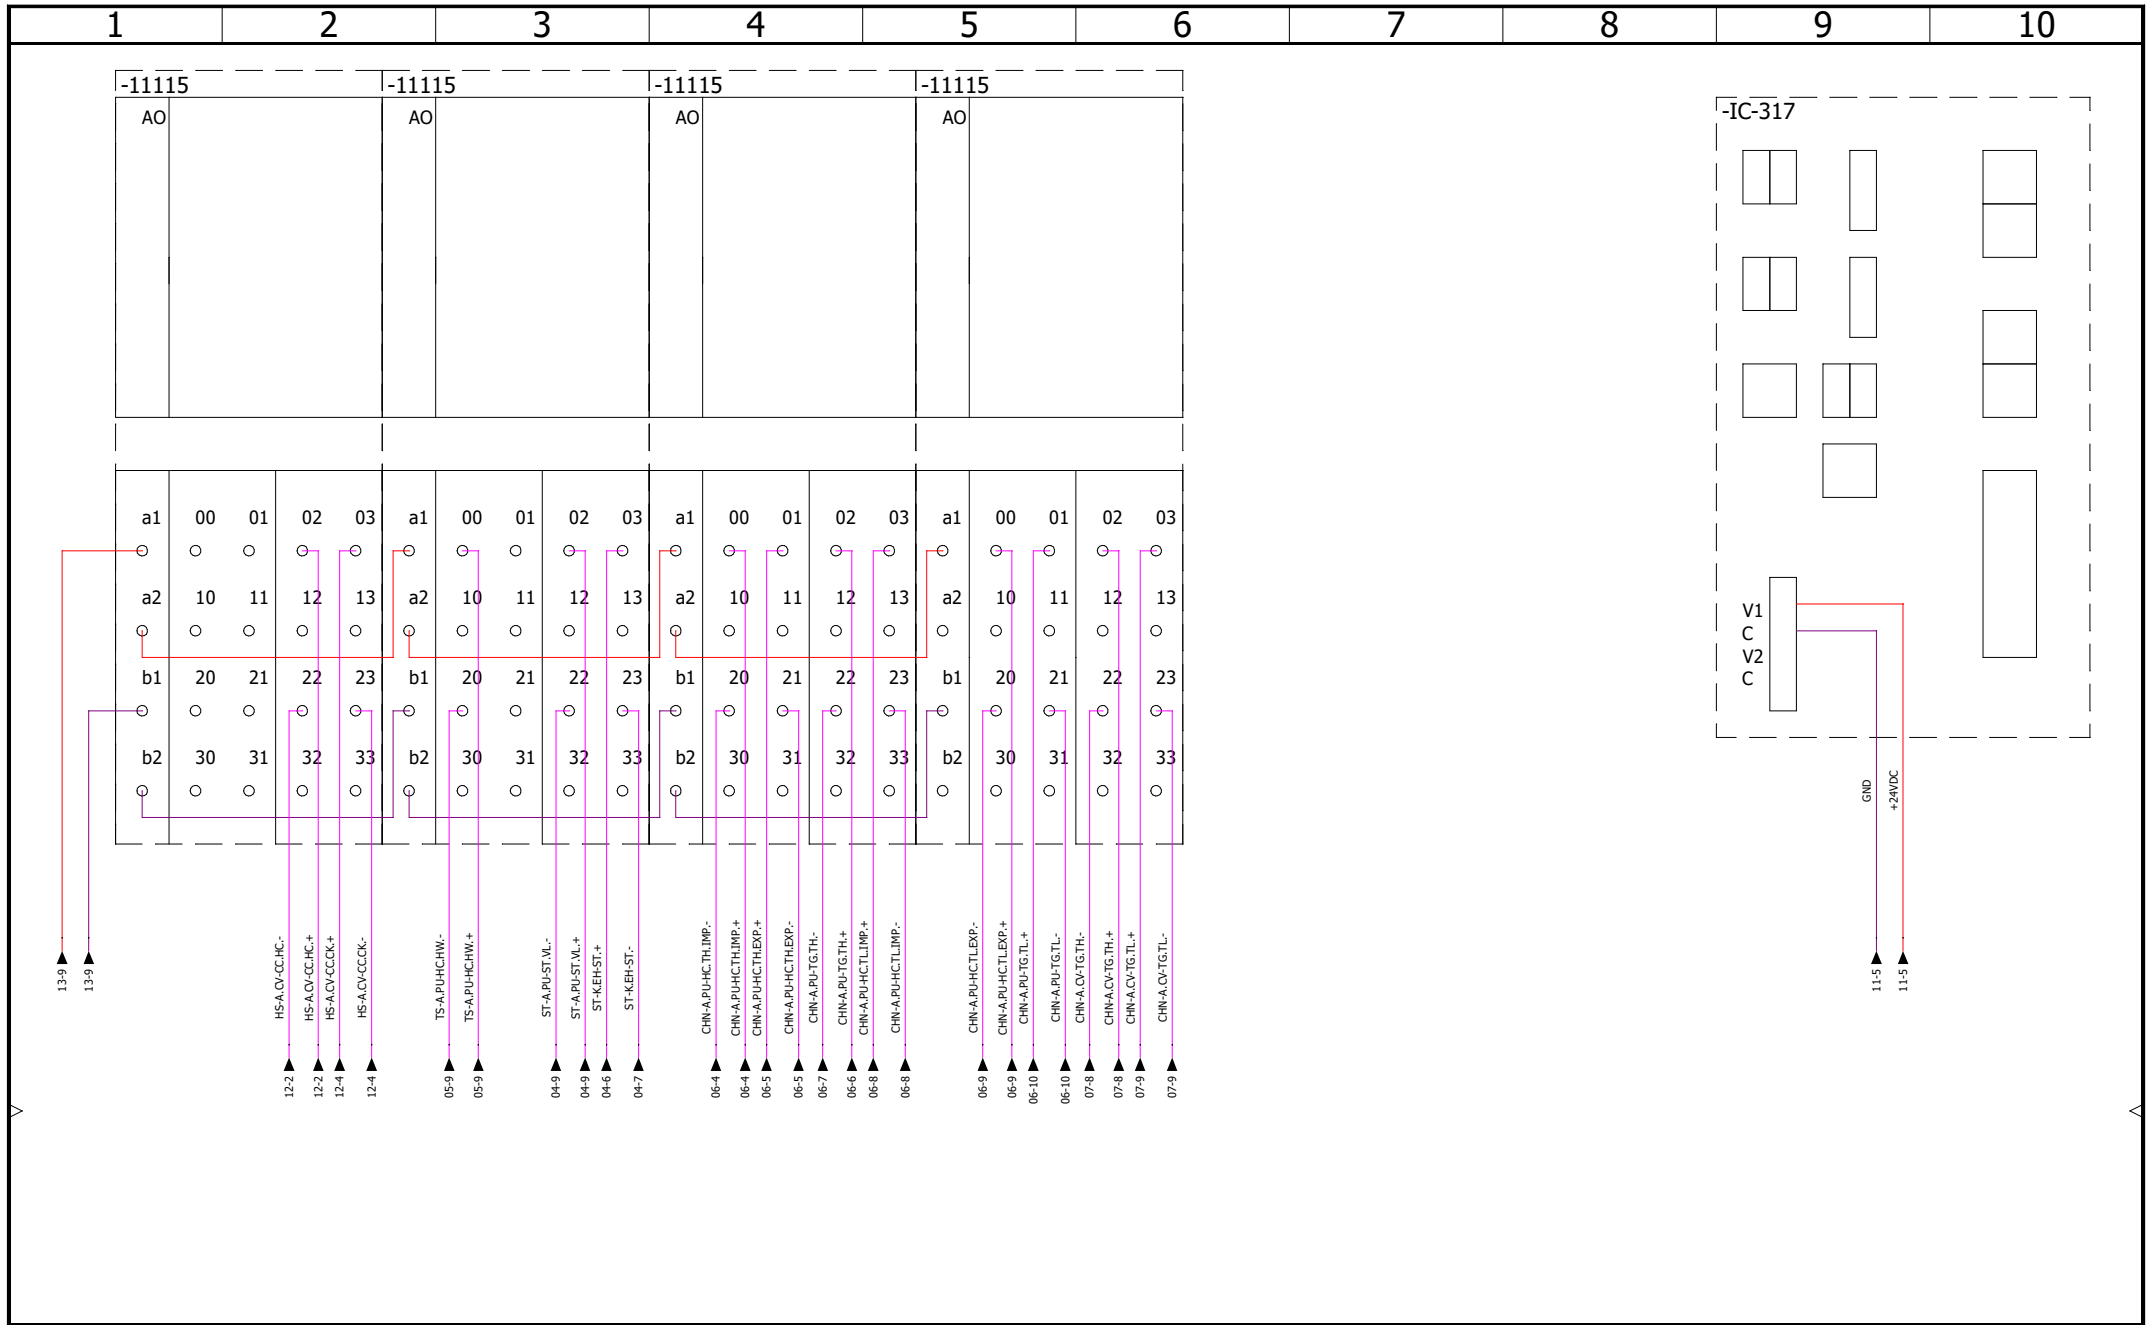 1 2 3 4 5 6 7 8 9 10
-11115 -11115 -11115 -11115
-IC-317
AO AO AO AO
a1 00 01 02 03 a1 00 01 02 03 a1 00 01 02 03 a1 00 01 02 03
a2 10 11 12 13 a2 10 11 12 13 a2 10 11 12 13 a2 10 11 12 13
b1 20 21 22 23 b1 20 21 22 23 b1 20 21 22 23 b1 20 21 22 23
b2 30 31 32 33 b2 30 31 32 33 b2 30 31 32 33 b2 30 31 32 33
V1
C
V2
C
GND
+24VDC
13-9
13-9
HS-A.CV-CC.HC.-
HS-A.CV-CC.HC.+
HS-A.CV-CC.CK.+
HS-A.CV-CC.CK.-
TS-A.PU-HC.HW.-
TS-A.PU-HC.HW.+
ST-A.PU-ST.VL.-
ST-A.PU-ST.VL.+
ST-K.EH-ST.+
ST-K.EH-ST.-
CHN-A.PU-HC.TH.IMP.-
CHN-A.PU-HC.TH.IMP.+
CHN-A.PU-HC.TH.EXP.+
CHN-A.PU-HC.TH.EXP.-
CHN-A.PU-TG.TH.-
CHN-A.PU-TG.TH.+
CHN-A.PU-HC.TL.IMP.+
CHN-A.PU-HC.TL.IMP.-
CHN-A.PU-HC.TL.EXP.-
CHN-A.PU-HC.TL.EXP.+
CHN-A.PU-TG.TL.+
CHN-A.PU-TG.TL.-
CHN-A.CV-TG.TH.-
CHN-A.CV-TG.TH.+
CHN-A.CV-TG.TL.+
CHN-A.CV-TG.TL.-
11-5
11-5
12-2
12-2
12-4
12-4
05-9
05-9
04-9
04-9
04-6
04-7
06-4
06-4
06-5
06-5
06-7
06-6
06-8
06-8
06-9
06-9
06-10
06-10
07-8
07-8
07-9
07-9